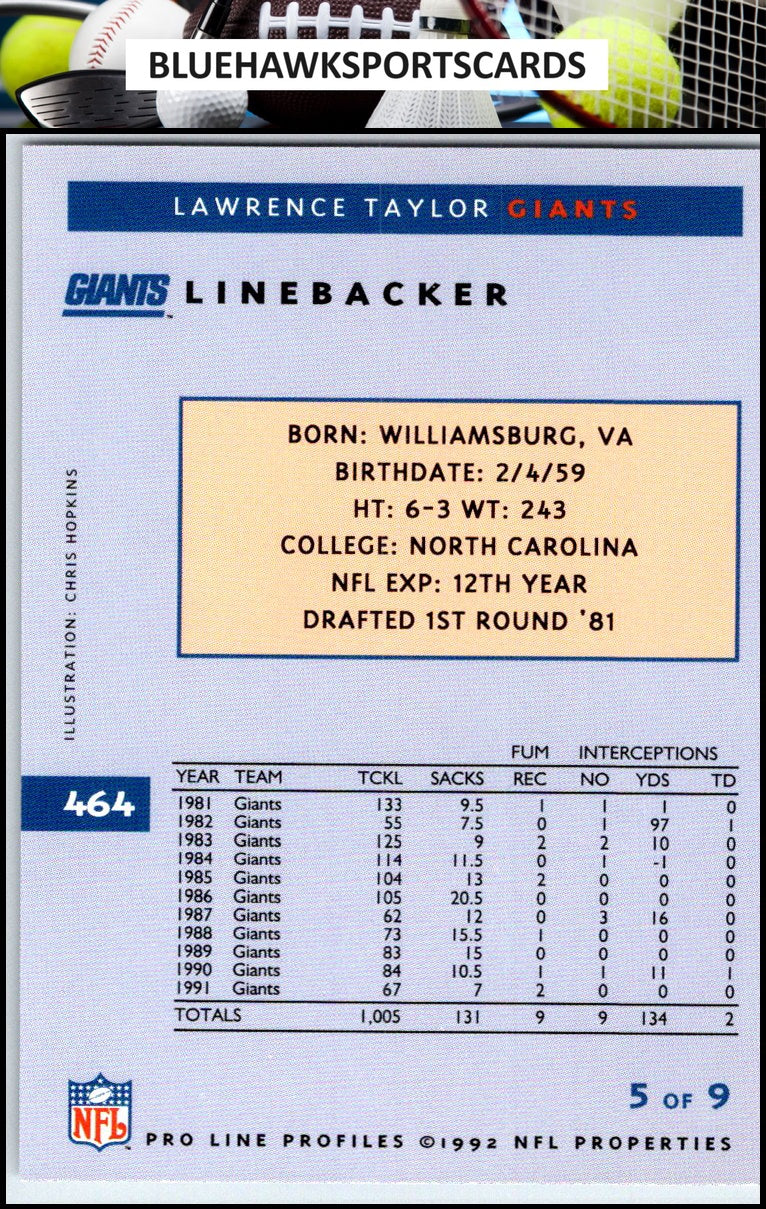 BLUEHAWKSPORTSCARDS
LAWRENCE TAYLOR GIANTS
GIANTS LINEBACKER
BORN: WILLIAMSBURG, VA
BIRTHDATE: 2/4/59
HT: 6-3 WT: 243
COLLEGE: NORTH CAROLINA
NFL EXP: 12TH YEAR
DRAFTED 1ST ROUND '81
ILLUSTRATION: CHRIS HOPKINS
464
FUM INTERCEPTIONS
YEAR TEAM TCKL SACKS REC NO YDS TD
1981 Giants 133 9.5 1 1 1 0
1982 Giants 55 7.5 0 1 97 1
1983 Giants 125 9 2 2 10 0
1984 Giants 114 11.5 0 1 -1 0
1985 Giants 104 13 2 0 0 0
1986 Giants 105 20.5 0 0 0 0
1987 Giants 62 12 0 3 16 0
1988 Giants 73 15.5 1 0 0 0
1989 Giants 83 15 0 0 0 0
1990 Giants 84 10.5 1 1 11 1
1991 Giants 67 7 2 0 0 0
TOTALS 1,005 131 9 9 134 2
5 OF 9
NFL PRO LINE PROFILES ©1992 NFL PROPERTIES